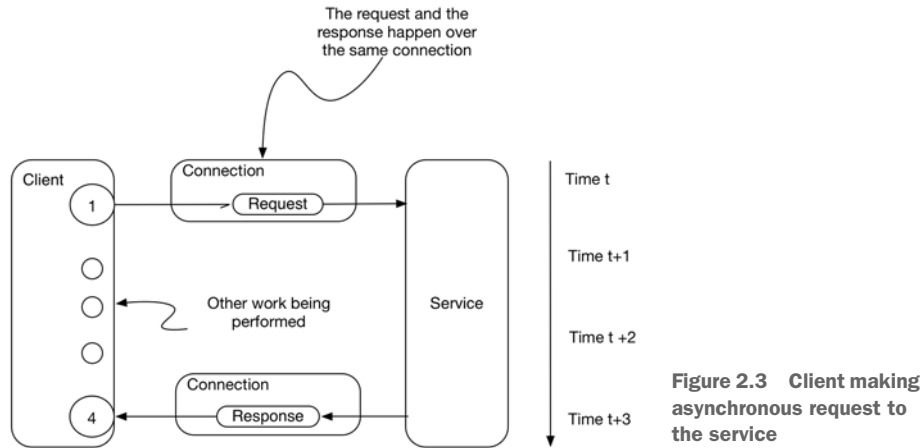 The request and the
response happen over
the same connection
Client
Connection
Time t
1
Request
Time t+1
Other work being
performed
Service
Time t +2
Connection
Figure 2.3 Client making
asynchronous request to
the service
4
Response
Time t+3